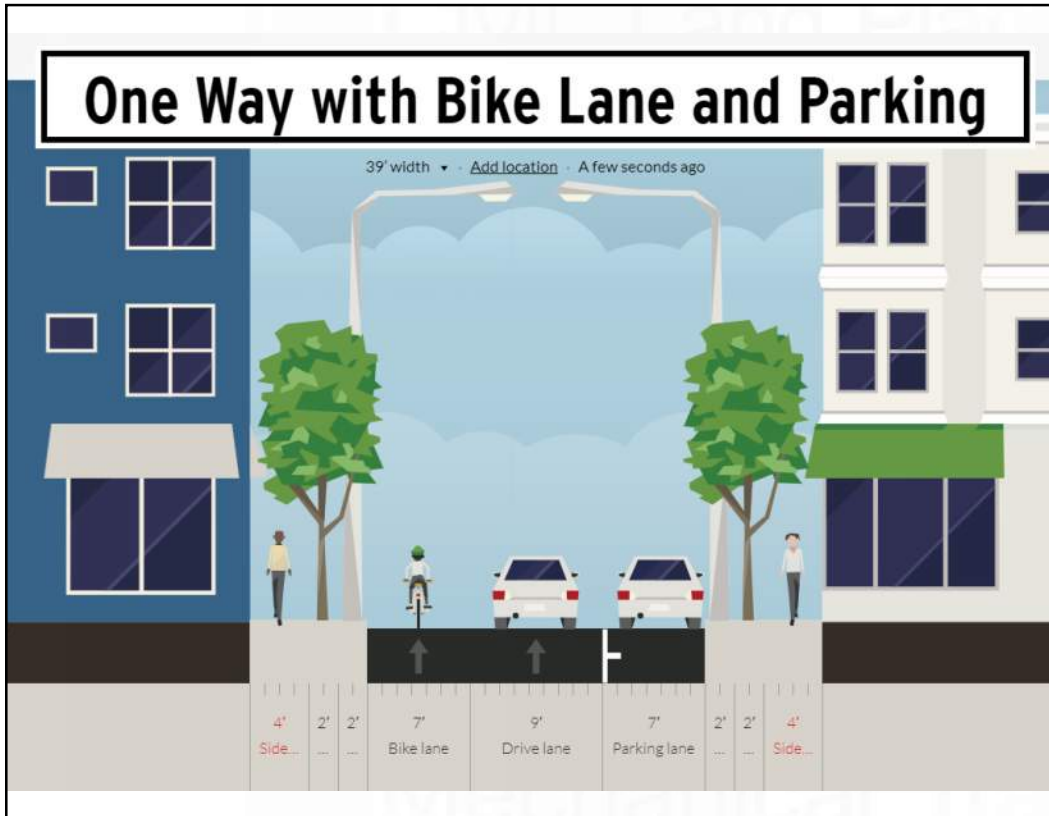 One Way with Bike Lane and Parking
39' width ▾ · Add location · A few seconds ago
4' 2' 2' 7' 9' 7' 2' 2' 4'
Side... ... ... Bike lane Drive lane Parking lane ... ... Side...